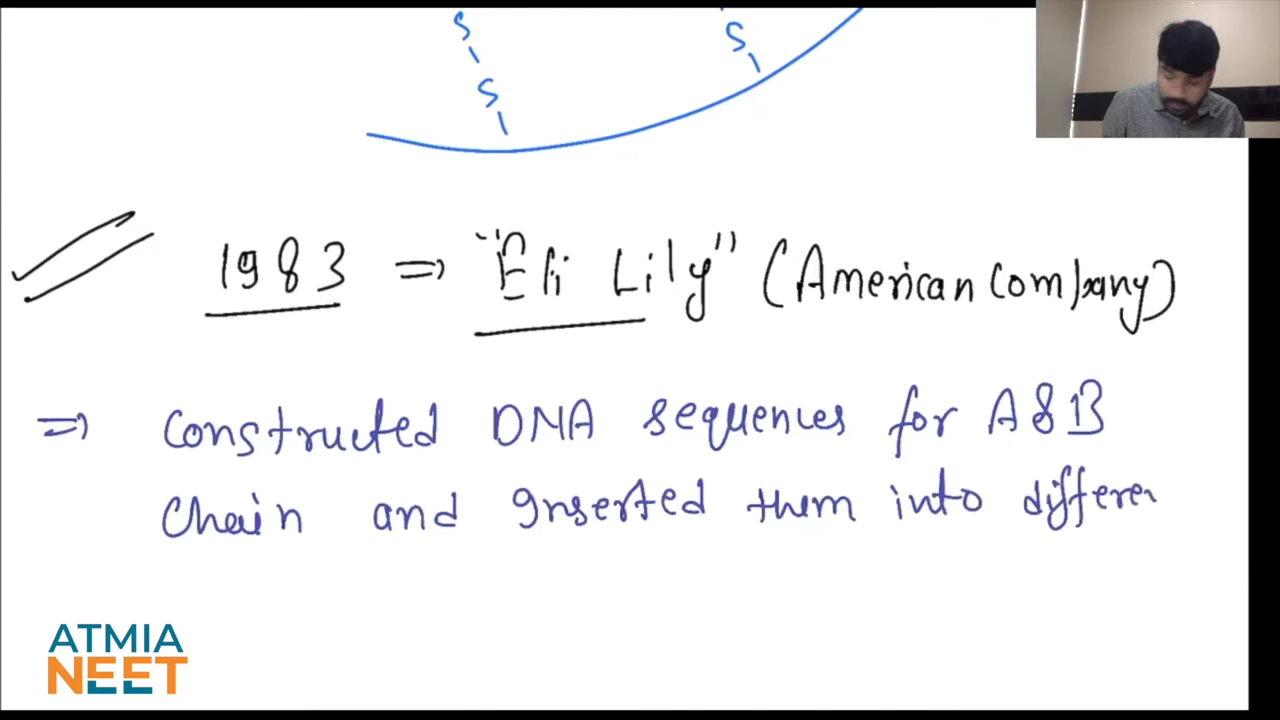 S
S
S
1983 ⇒ "Eli Lily" (American Company)
⇒ Constructed DNA sequences for A & B
Chain and Inserted them into differen
ATMIA
NEET